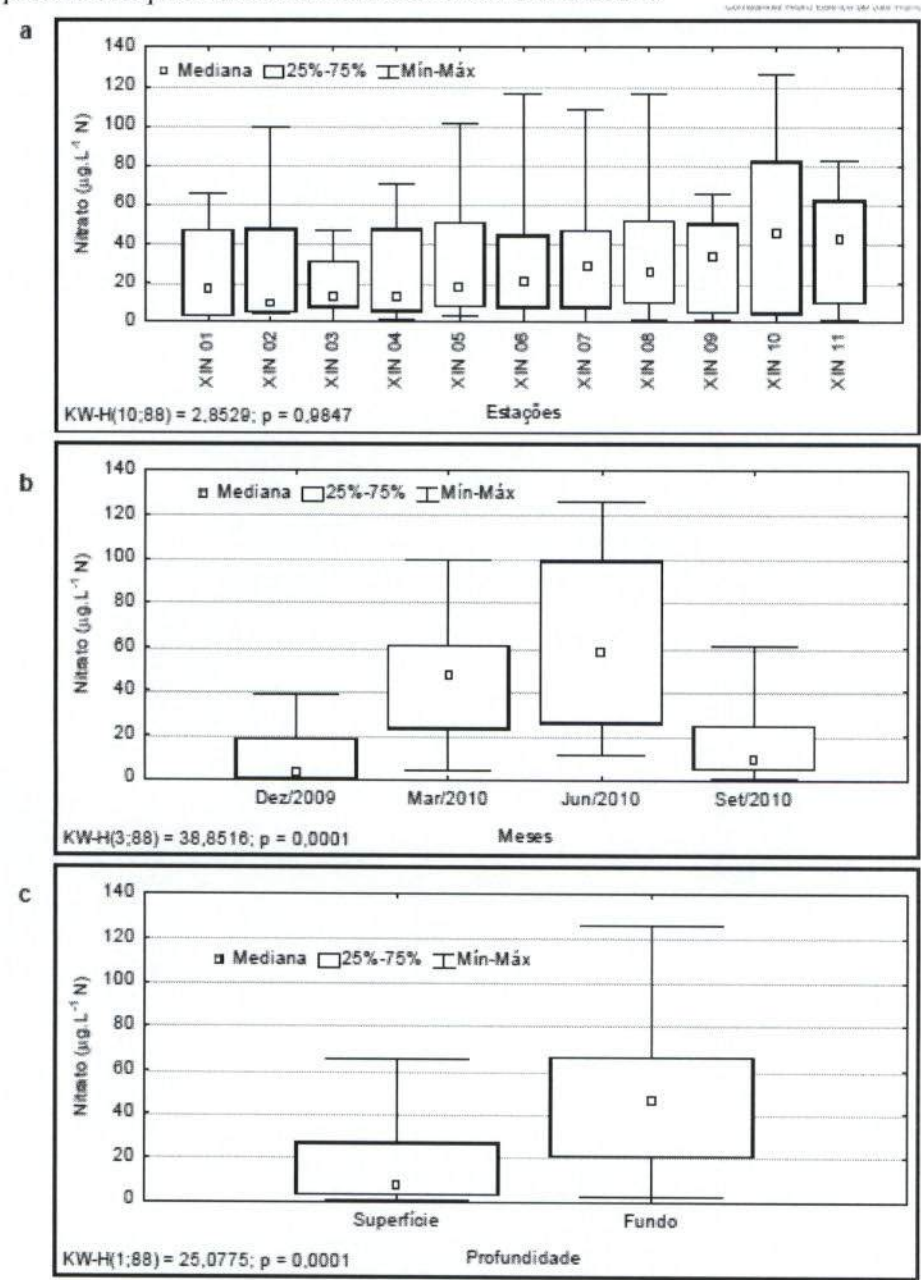 a
140
120
100
80
60
40
20
0
Nitrato (µg.L⁻¹ N)
Mediana 25%-75% Mín-Máx
XIN 01 XIN 02 XIN 03 XIN 04 XIN 05 XIN 06 XIN 07 XIN 08 XIN 09 XIN 10 XIN 11
KW-H(10;88) = 2,8529; p = 0,9847 Estações
b
140
120
100
80
60
40
20
0
Nitrato (µg.L⁻¹ N)
Mediana 25%-75% Mín-Máx
Dez/2009 Mar/2010 Jun/2010 Set/2010
KW-H(3;88) = 38,8516; p = 0,0001 Meses
c
140
120
100
80
60
40
20
0
Nitrato (µg.L⁻¹ N)
Mediana 25%-75% Mín-Máx
Superfície Fundo
KW-H(1;88) = 25,0775; p = 0,0001 Profundidade